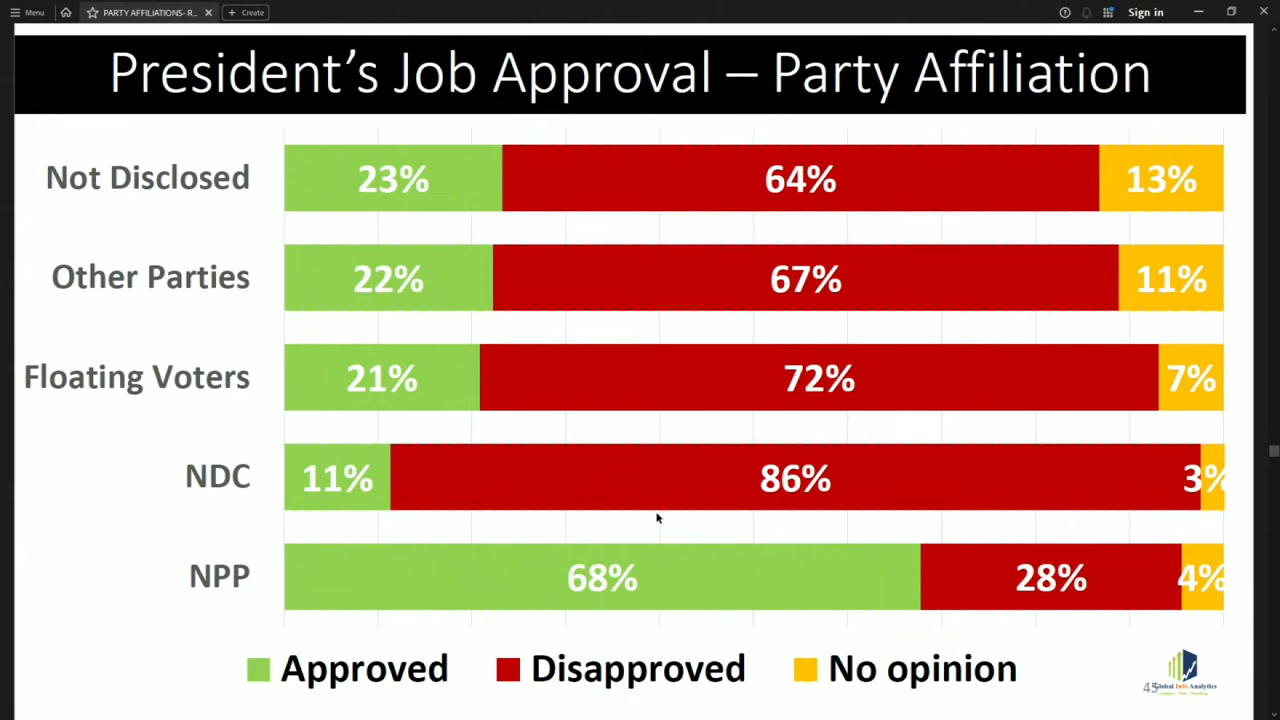 Menu
PARTY AFFILIATIONS- R...
Create
Sign in
President's Job Approval – Party Affiliation
Not Disclosed 23% 64% 13%
Other Parties 22% 67% 11%
Floating Voters 21% 72% 7%
NDC 11% 86% 3%
NPP 68% 28% 4%
Approved Disapproved No opinion
45
Global Info Analytics